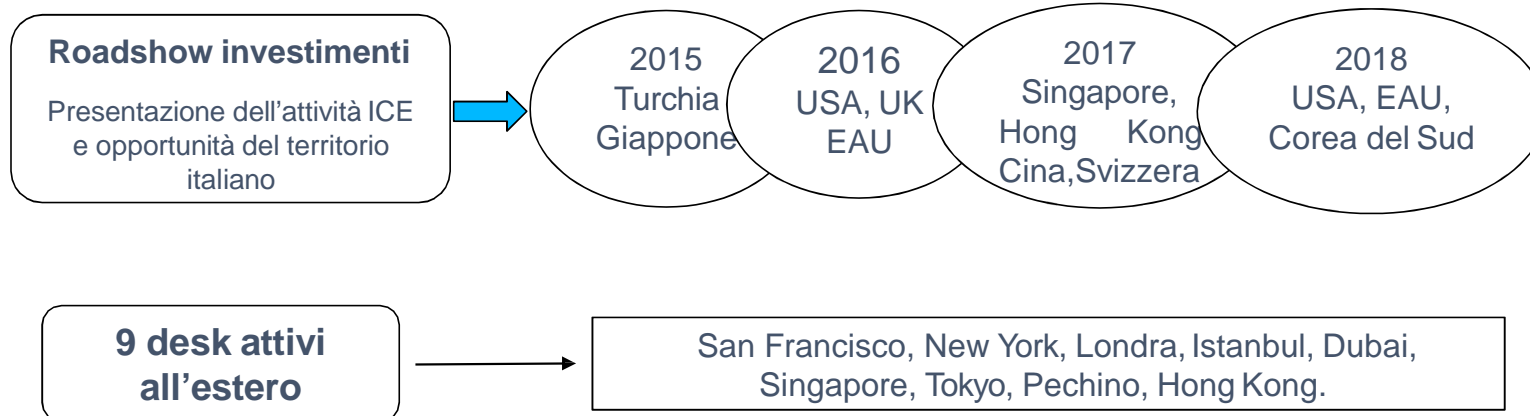 Roadshow investimenti
Presentazione dell'attività ICE
e opportunità del territorio
italiano
2015
Turchia
Giappone
2016
USA, UK
EAU
2017
Singapore,
Hong Kong
Cina,Svizzera
2018
USA, EAU,
Corea del Sud
9 desk attivi
all'estero
San Francisco, New York, Londra, Istanbul, Dubai,
Singapore, Tokyo, Pechino, Hong Kong.